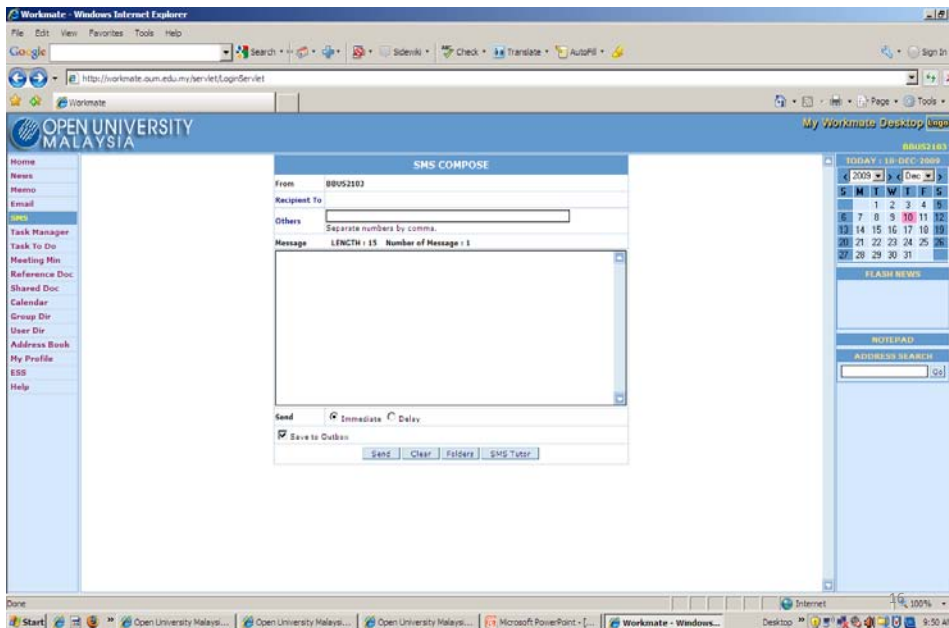 Workmate - Windows Internet Explorer
File Edit View Favorites Tools Help
Google Search Sidewiki Check Translate AutoFill Sign In
http://workmate.oum.edu.my/servlet/LoginServlet
Workmate Page Tools
OPEN UNIVERSITY
MALAYSIA
My Workmate Desktop
BBUS2103
Home
News
Memo
Email
SMS
Task Manager
Task To Do
Meeting Min
Reference Doc
Shared Doc
Calendar
Group Dir
User Dir
Address Book
My Profile
ESS
Help
SMS COMPOSE
From BBUS2103
Recipient To
Others
Separate numbers by comma.
Message LENGTH : 15 Number of Message : 1
Send Immediate Delay
Save to Outbox
Send Clear Folders SMS Tutor
TODAY : 10-DEC-2009
< 2009 > < Dec >
S M T W T F S
1 2 3 4 5
6 7 8 9 10 11 12
13 14 15 16 17 18 19
20 21 22 23 24 25 26
27 28 29 30 31
FLASH NEWS
NOTEPAD
ADDRESS SEARCH
Go
16
Done Internet 100%
Start Open University Malaysi... Open University Malaysi... Open University Malaysi... Microsoft PowerPoint - [... Workmate - Windows... Desktop 9:50 A